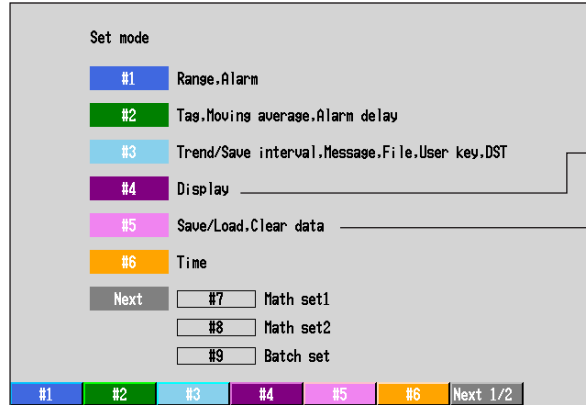 Set mode
#1 Range,Alarm
#2 Tag,Moving average,Alarm delay
#3 Trend/Save interval,Message,File,User key,DST
#4 Display
#5 Save/Load,Clear data
#6 Time
Next #7 Math set1
#8 Math set2
#9 Batch set
#1 #2 #3 #4 #5 #6 Next 1/2